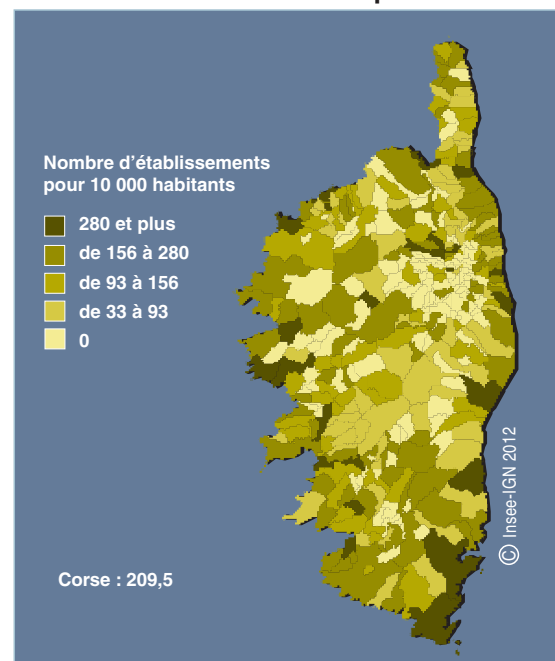 Nombre d'établissements
pour 10 000 habitants
280 et plus
de 156 à 280
de 93 à 156
de 33 à 93
0
Corse : 209,5
© Insee-IGN 2012